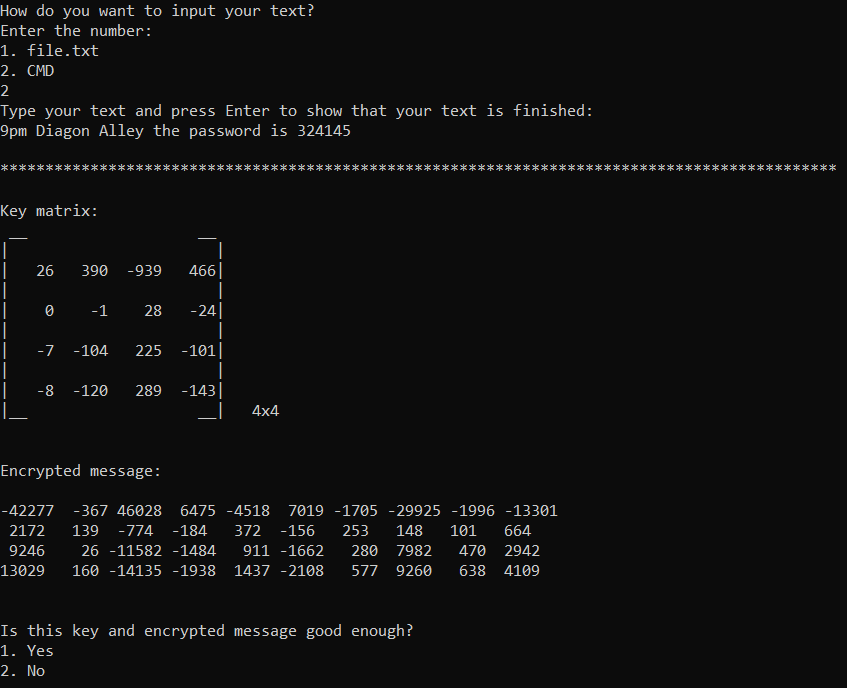 How do you want to input your text?
Enter the number:
1. file.txt
2. CMD
2
Type your text and press Enter to show that your text is finished:
9pm Diagon Alley the password is 324145
*********************************************************************************************
Key matrix:
26 390 -939 466
0 -1 28 -24
-7 -104 225 -101
-8 -120 289 -143
4x4
Encrypted message:
-42277 -367 46028 6475 -4518 7019 -1705 -29925 -1996 -13301
2172 139 -774 -184 372 -156 253 148 101 664
9246 26 -11582 -1484 911 -1662 280 7982 470 2942
13029 160 -14135 -1938 1437 -2108 577 9260 638 4109
Is this key and encrypted message good enough?
1. Yes
2. No